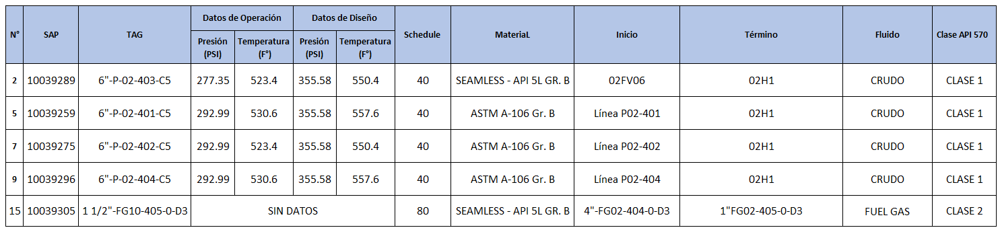 N° SAP TAG Datos de Operación Datos de Diseño Schedule MateriaL Inicio Término Fluido Clase API 570
Presión (PSI) Temperatura (F°) Presión (PSI) Temperatura (F°)
2 10039289 6"-P-02-403-C5 277.35 523.4 355.58 550.4 40 SEAMLESS - API 5L GR. B 02FV06 02H1 CRUDO CLASE 1
5 10039259 6"-P-02-401-C5 292.99 530.6 355.58 557.6 40 ASTM A-106 Gr. B Línea P02-401 02H1 CRUDO CLASE 1
7 10039275 6"-P-02-402-C5 292.99 523.4 355.58 550.4 40 ASTM A-106 Gr. B Línea P02-402 02H1 CRUDO CLASE 1
9 10039296 6"-P-02-404-C5 292.99 530.6 355.58 557.6 40 ASTM A-106 Gr. B Línea P02-404 02H1 CRUDO CLASE 1
15 10039305 1 1/2"-FG10-405-0-D3 SIN DATOS 80 SEAMLESS - API 5L GR. B 4"-FG02-404-0-D3 1"FG02-405-0-D3 FUEL GAS CLASE 2